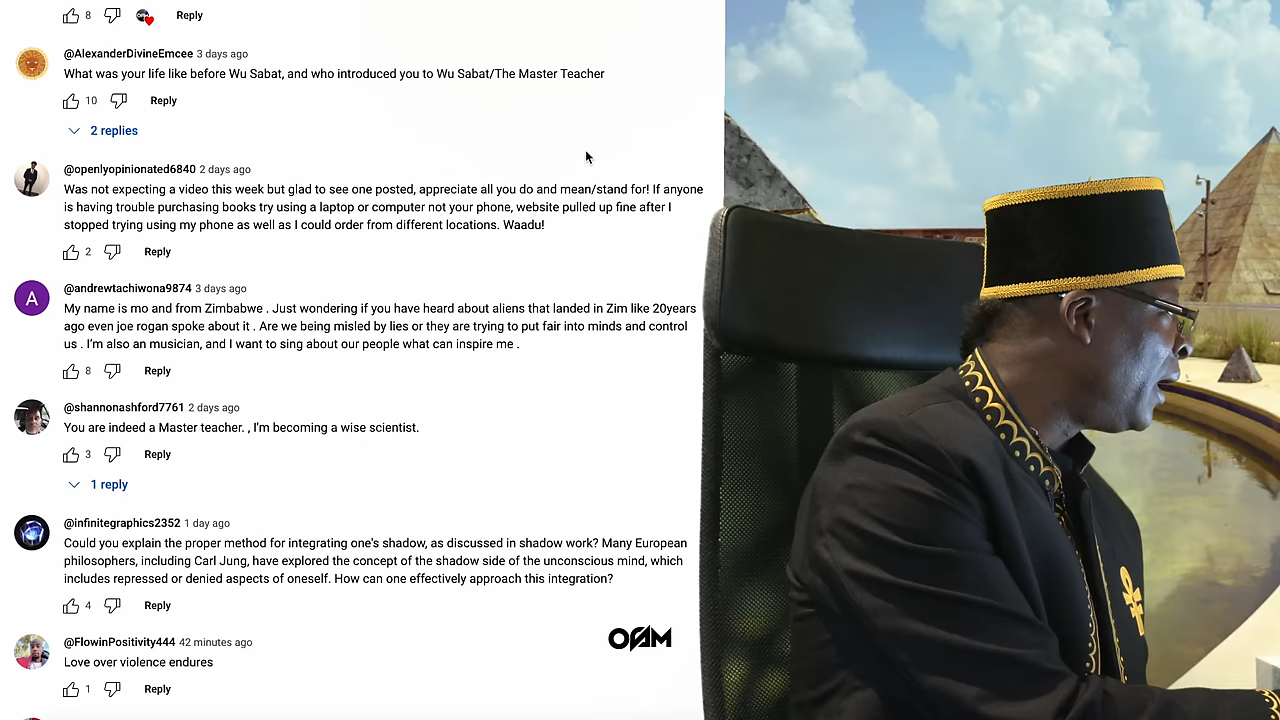 8 Reply
@AlexanderDivineEmcee 3 days ago
What was your life like before Wu Sabat, and who introduced you to Wu Sabat/The Master Teacher
10 Reply
2 replies
@openlyopinionated6840 2 days ago
Was not expecting a video this week but glad to see one posted, appreciate all you do and mean/stand for! If anyone
is having trouble purchasing books try using a laptop or computer not your phone, website pulled up fine after I
stopped trying using my phone as well as I could order from different locations. Waadu!
2 Reply
A
@andrewtachiwona9874 3 days ago
My name is mo and from Zimbabwe . Just wondering if you have heard about aliens that landed in Zim like 20years
ago even joe rogan spoke about it . Are we being misled by lies or they are trying to put fair into minds and control
us . I'm also an musician, and I want to sing about our people what can inspire me .
8 Reply
@shannonashford7761 2 days ago
You are indeed a Master teacher. , I'm becoming a wise scientist.
3 Reply
1 reply
@infinitegraphics2352 1 day ago
Could you explain the proper method for integrating one's shadow, as discussed in shadow work? Many European
philosophers, including Carl Jung, have explored the concept of the shadow side of the unconscious mind, which
includes repressed or denied aspects of oneself. How can one effectively approach this integration?
4 Reply
@FlowinPositivity444 42 minutes ago
Love over violence endures
1 Reply